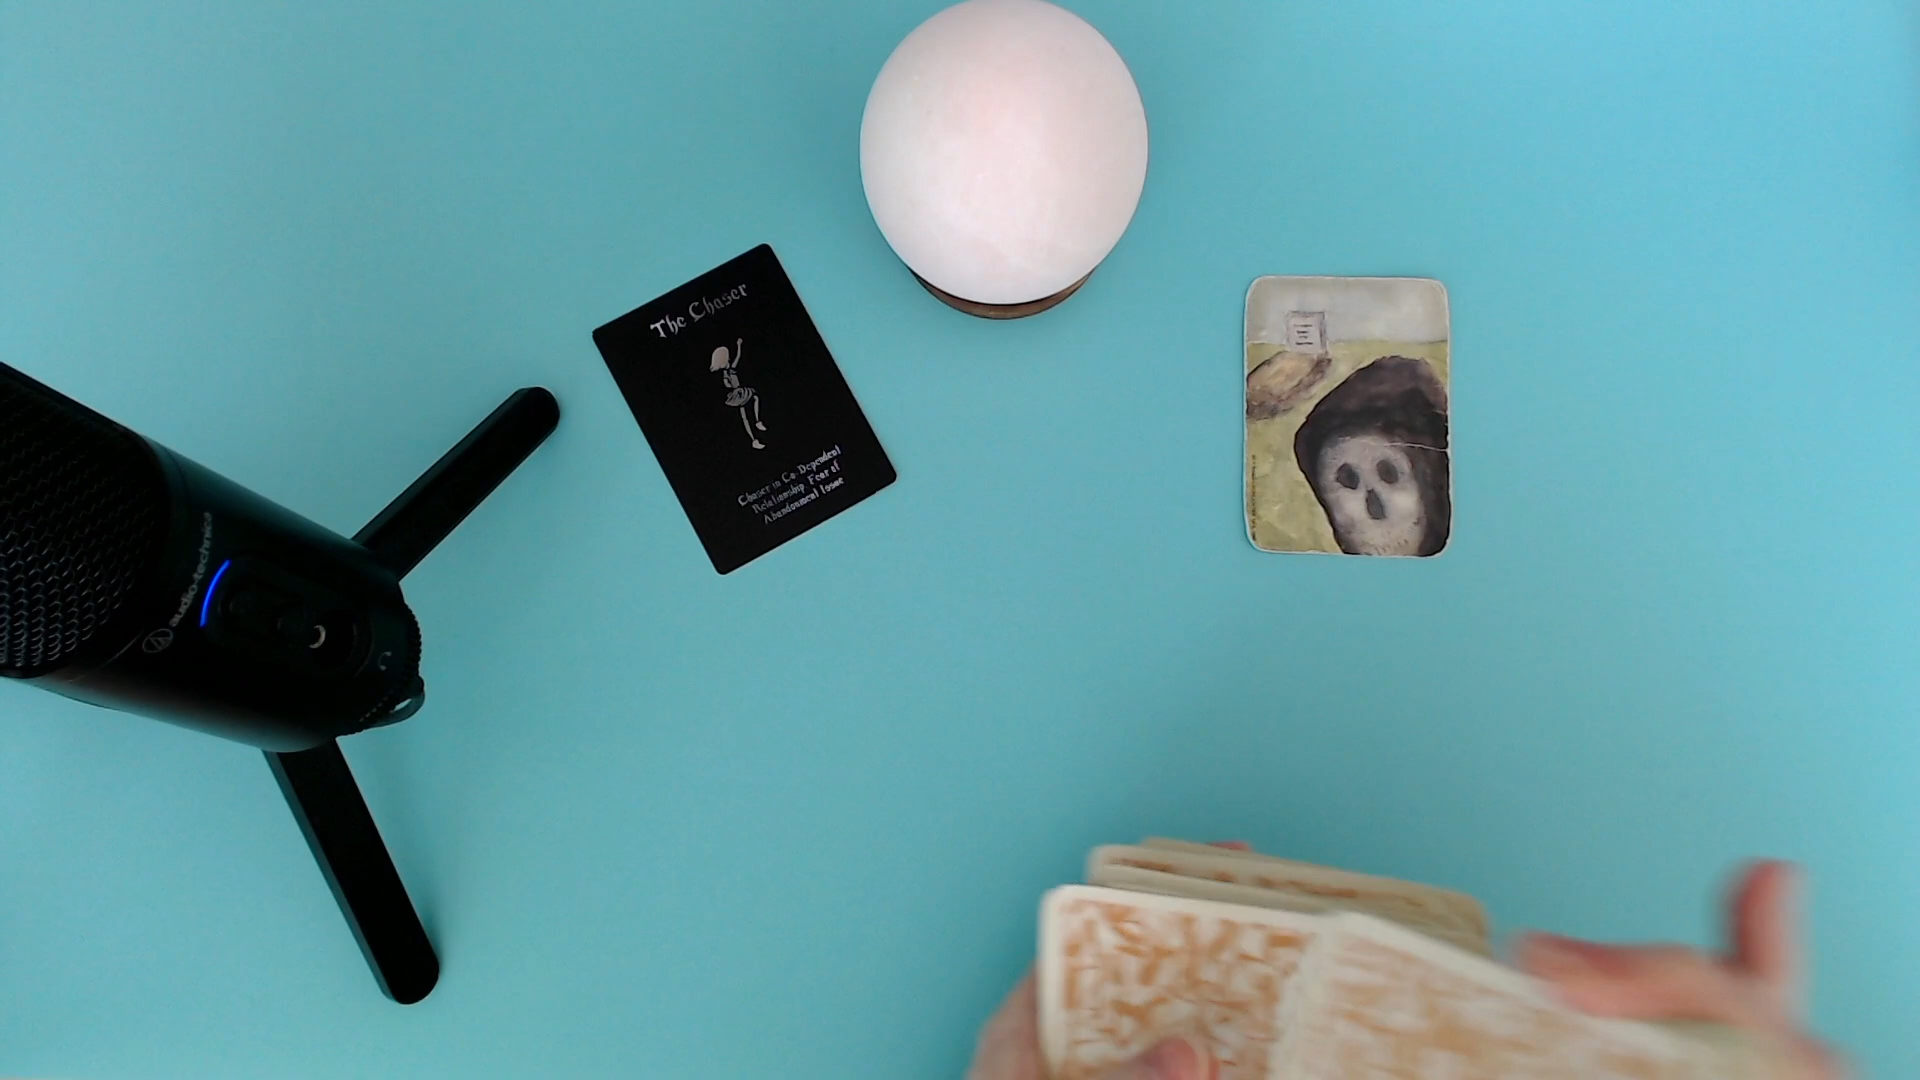 The Chaser
Chaser in Co-Dependent
Relationship. Fear of
Abandonment Issue
audio-technica